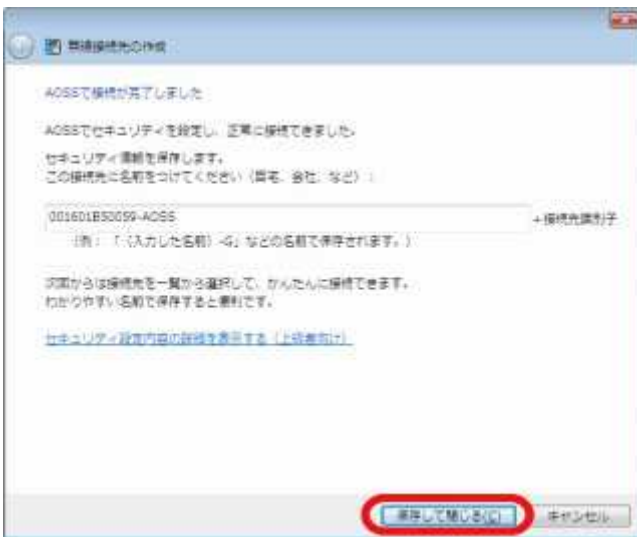 無線接続先の作成
AOSSで接続が完了しました
AOSSでセキュリティを設定し、正常に接続できました。
セキュリティ情報を保存します。
この接続先に名前をつけてください（自宅、会社、など）：
001601B50059-AOSS
+接続先識別子
（例：「（入力した名前）-G」などの名前で保存されます。）
次回からは接続先を一覧から選択して、かんたんに接続できます。
わかりやすい名前で保存すると便利です。
セキュリティ設定内容の詳細を表示する（上級者向け）
保存して閉じる(C)
キャンセル